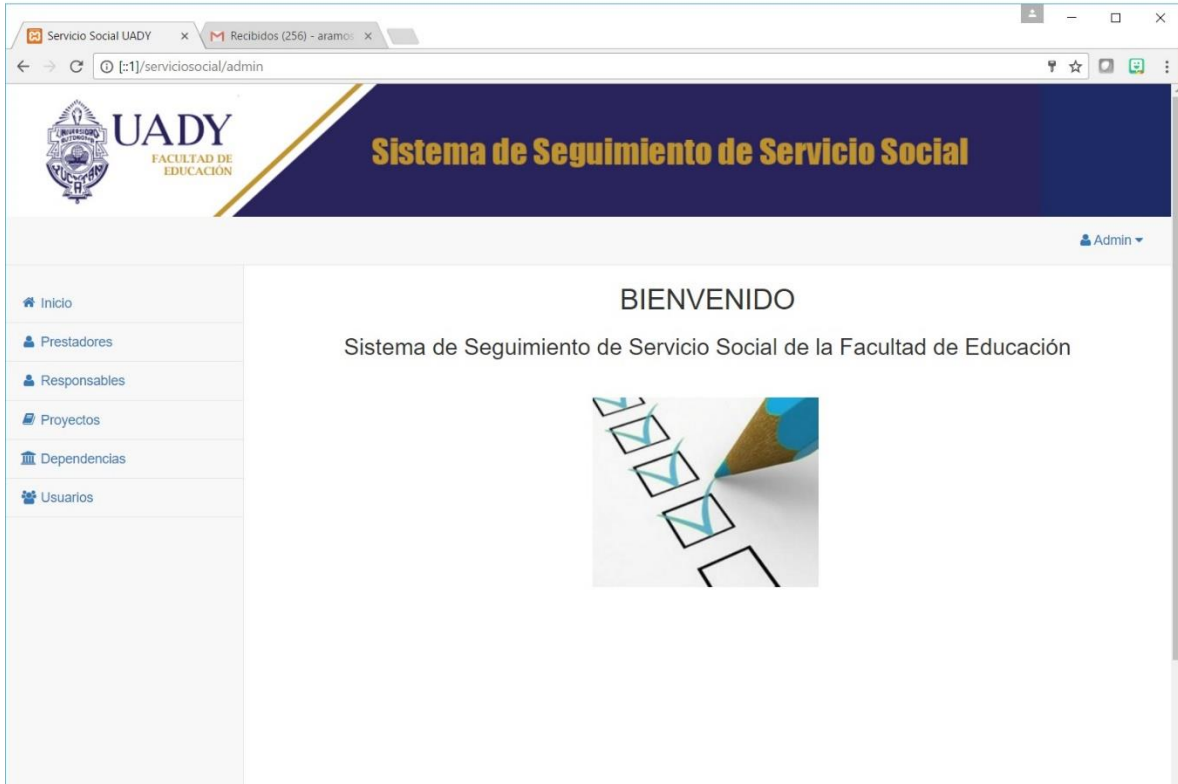 Servicio Social UADY
Recibidos (256) - aramos
[::1]/serviciosocial/admin
UADY
FACULTAD DE
EDUCACIÓN
Sistema de Seguimiento de Servicio Social
Admin
Inicio
Prestadores
Responsables
Proyectos
Dependencias
Usuarios
BIENVENIDO
Sistema de Seguimiento de Servicio Social de la Facultad de Educación